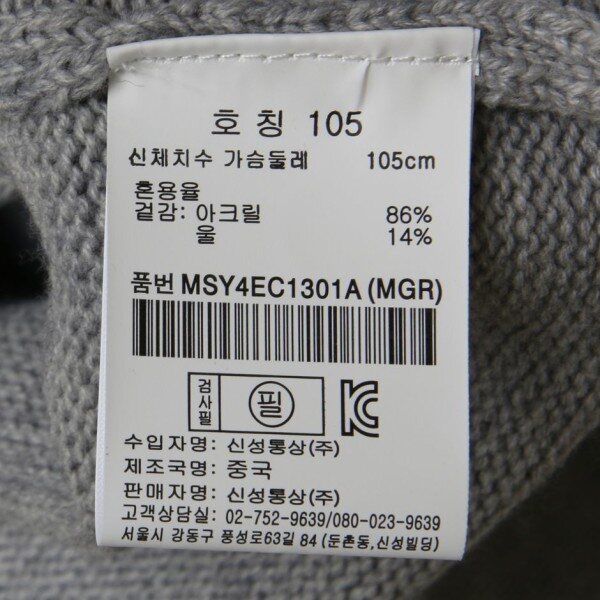 호 칭 105
신체치수 가슴둘레 105cm
혼용율
겉감: 아크릴 86%
울 14%
품번 MSY4EC1301A (MGR)
검사필 필 KC
수입자명: 신성통상(주)
제조국명: 중국
판매자명: 신성통상(주)
고객상담실: 02-752-9639/080-023-9639
서울시 강동구 풍성로63길 84 (둔촌동,신성빌딩)